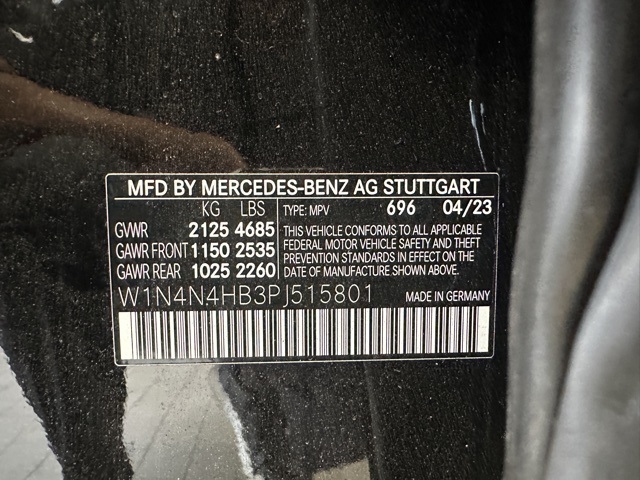 MFD BY MERCEDES-BENZ AG STUTTGART
KG LBS TYPE: MPV 696 04/23
GVWR 2125 4685
GAWR FRONT 1150 2535
GAWR REAR 1025 2260
THIS VEHICLE CONFORMS TO ALL APPLICABLE
FEDERAL MOTOR VEHICLE SAFETY AND THEFT
PREVENTION STANDARDS IN EFFECT ON THE
DATE OF MANUFACTURE SHOWN ABOVE.
W1N4N4HB3PJ515801 MADE IN GERMANY